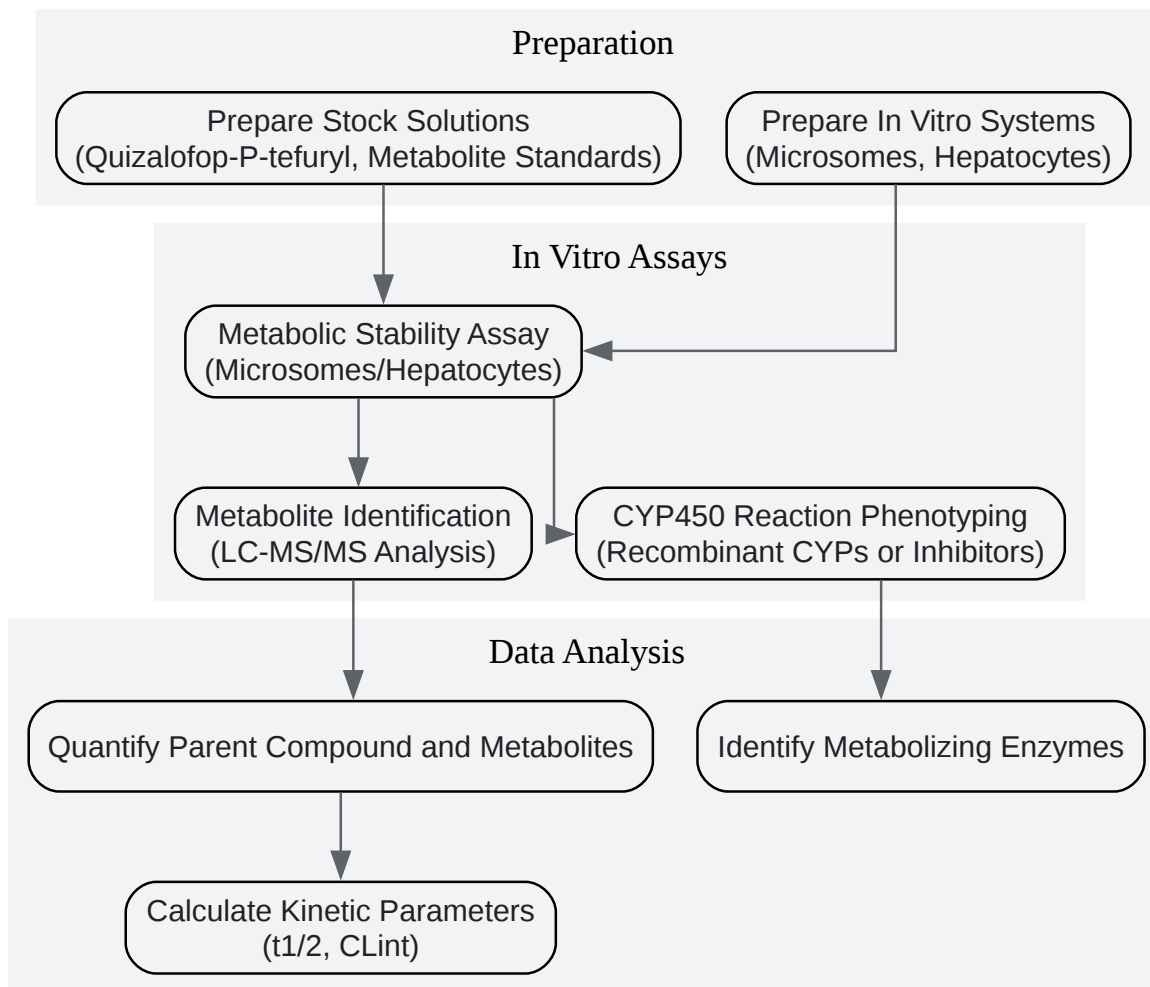 Preparation
Prepare Stock Solutions
(Quizalofop-P-tefuryl, Metabolite Standards)
Prepare In Vitro Systems
(Microsomes, Hepatocytes)
In Vitro Assays
Metabolic Stability Assay
(Microsomes/Hepatocytes)
Metabolite Identification
(LC-MS/MS Analysis)
CYP450 Reaction Phenotyping
(Recombinant CYPs or Inhibitors)
Data Analysis
Quantify Parent Compound and Metabolites
Identify Metabolizing Enzymes
Calculate Kinetic Parameters
(t1/2, CLint)